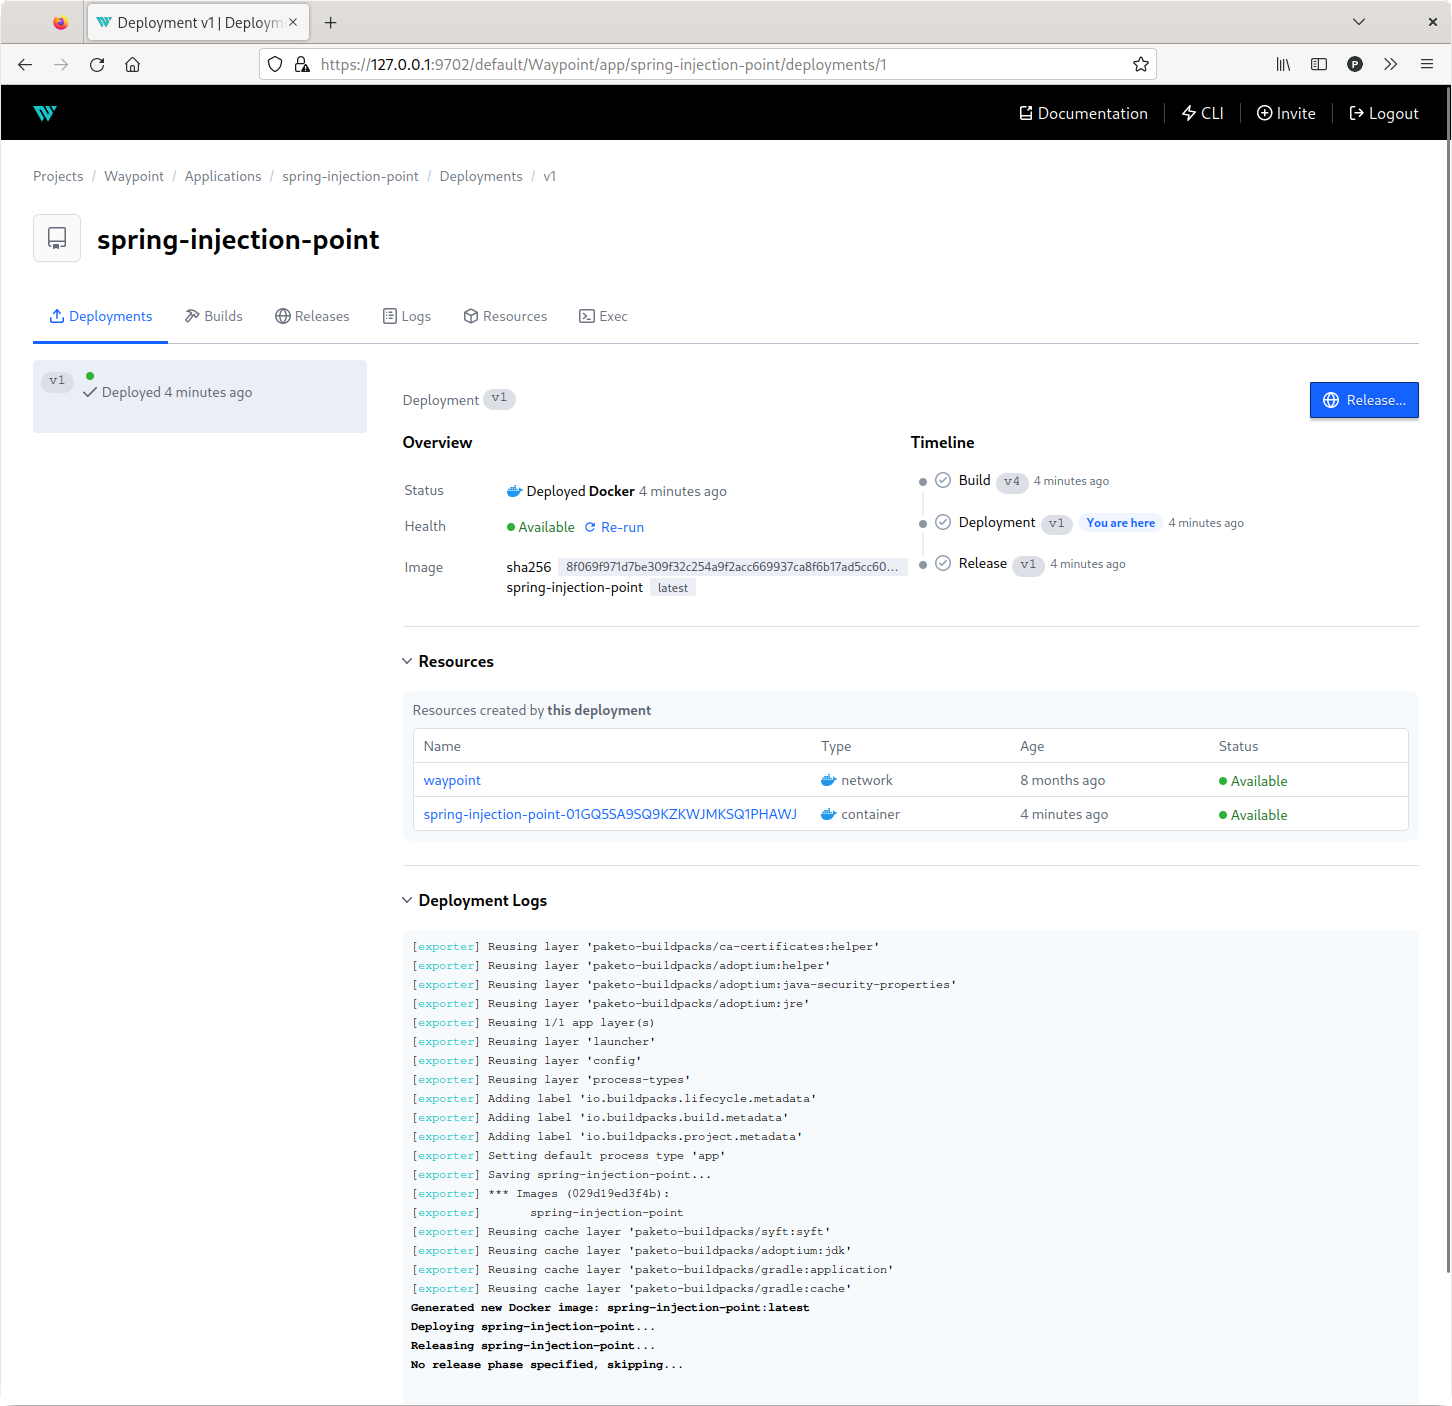 Deployment v1 | Deploym
https://127.0.0.1:9702/default/Waypoint/app/spring-injection-point/deployments/1
P
Documentation CLI Invite Logout
Projects / Waypoint / Applications / spring-injection-point / Deployments / v1
spring-injection-point
Deployments Builds Releases Logs Resources Exec
v1
Deployed 4 minutes ago
Deployment v1
Release...
Overview
Status Deployed Docker 4 minutes ago
Health Available Re-run
Image sha256 8f069f971d7be309f32c254a9f2acc669937ca8f6b17ad5cc60...
spring-injection-point latest
Timeline
Build v4 4 minutes ago
Deployment v1 You are here 4 minutes ago
Release v1 4 minutes ago
Resources
Resources created by this deployment
Name Type Age Status
waypoint network 8 months ago Available
spring-injection-point-01GQ5SA9SQ9KZKWJMKSQ1PHAWJ container 4 minutes ago Available
Deployment Logs
[exporter] Reusing layer 'paketo-buildpacks/ca-certificates:helper'
[exporter] Reusing layer 'paketo-buildpacks/adoptium:helper'
[exporter] Reusing layer 'paketo-buildpacks/adoptium:java-security-properties'
[exporter] Reusing layer 'paketo-buildpacks/adoptium:jre'
[exporter] Reusing 1/1 app layer(s)
[exporter] Reusing layer 'launcher'
[exporter] Reusing layer 'config'
[exporter] Reusing layer 'process-types'
[exporter] Adding label 'io.buildpacks.lifecycle.metadata'
[exporter] Adding label 'io.buildpacks.build.metadata'
[exporter] Adding label 'io.buildpacks.project.metadata'
[exporter] Setting default process type 'app'
[exporter] Saving spring-injection-point...
[exporter] *** Images (029d19ed3f4b):
[exporter] spring-injection-point
[exporter] Reusing cache layer 'paketo-buildpacks/syft:syft'
[exporter] Reusing cache layer 'paketo-buildpacks/adoptium:jdk'
[exporter] Reusing cache layer 'paketo-buildpacks/gradle:application'
[exporter] Reusing cache layer 'paketo-buildpacks/gradle:cache'
Generated new Docker image: spring-injection-point:latest
Deploying spring-injection-point...
Releasing spring-injection-point...
No release phase specified, skipping...